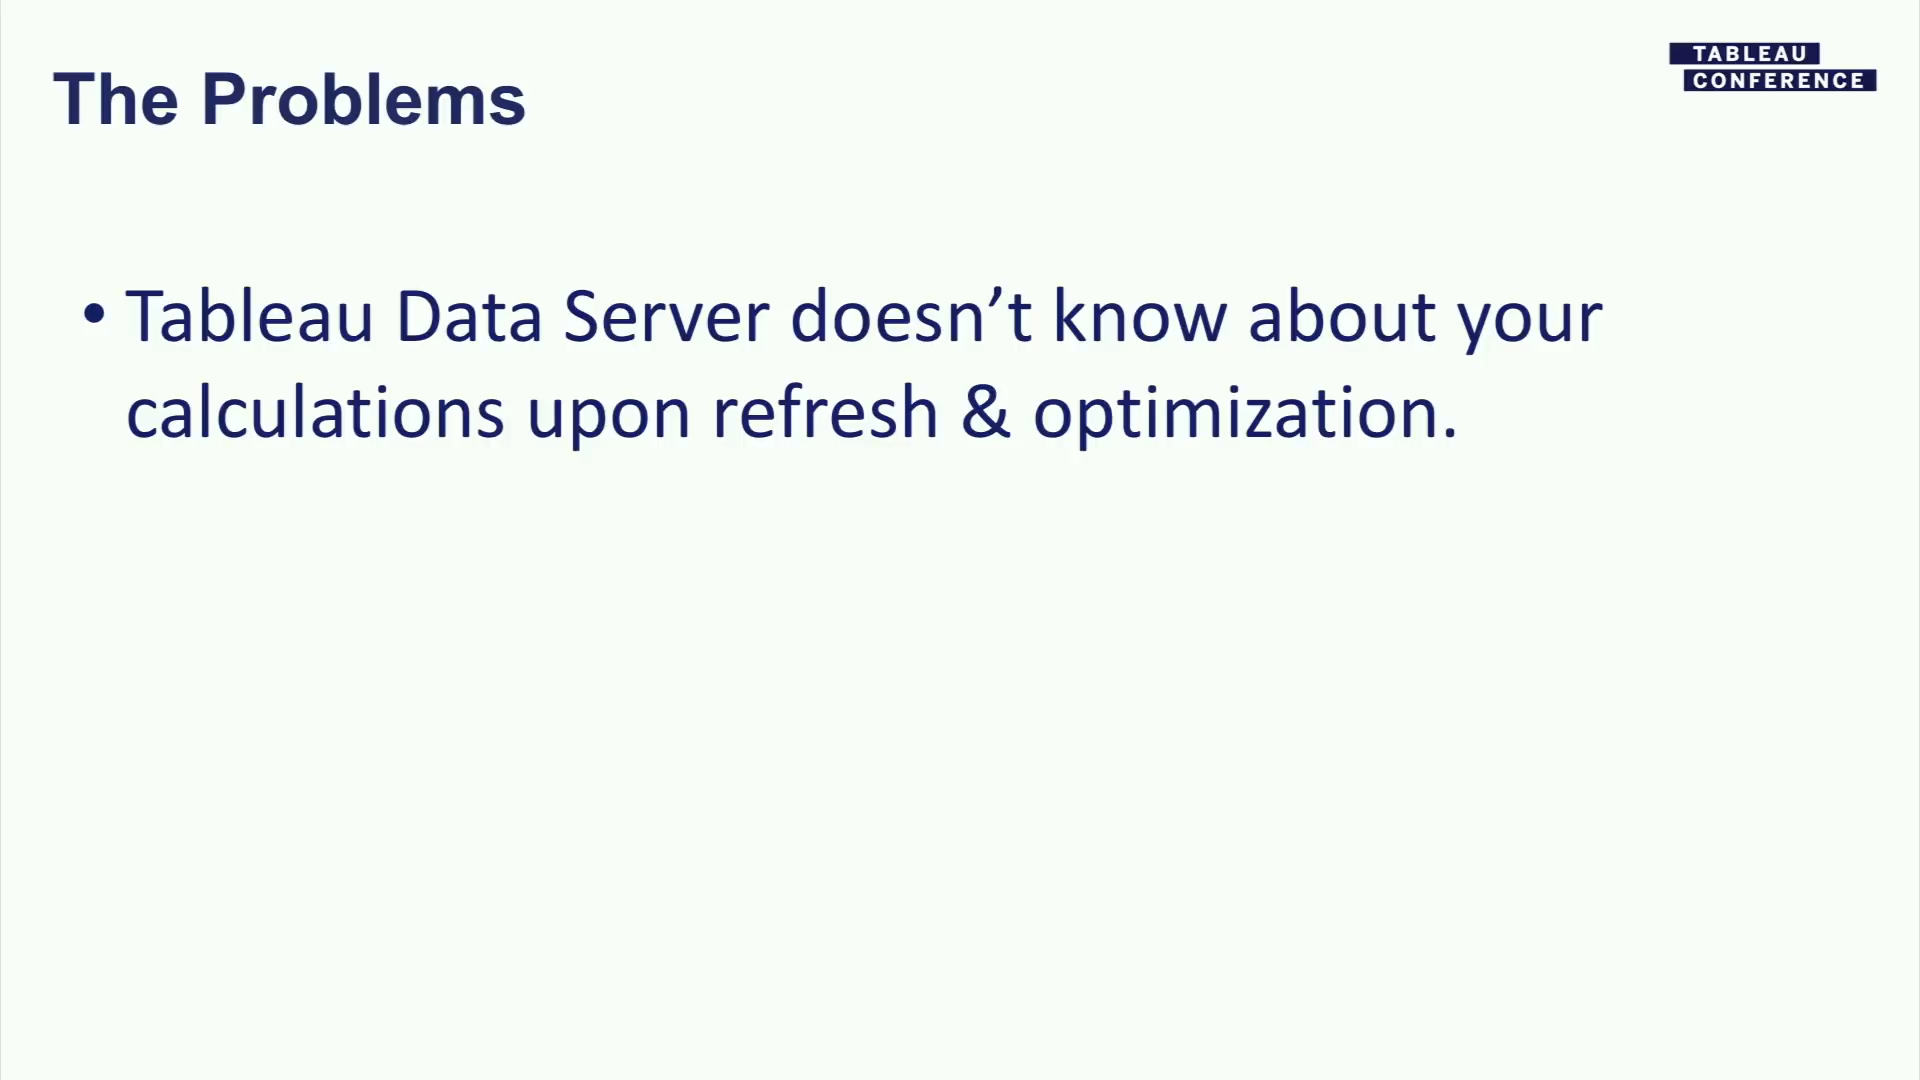 The Problems
TABLEAU
CONFERENCE
• Tableau Data Server doesn’t know about your
calculations upon refresh & optimization.